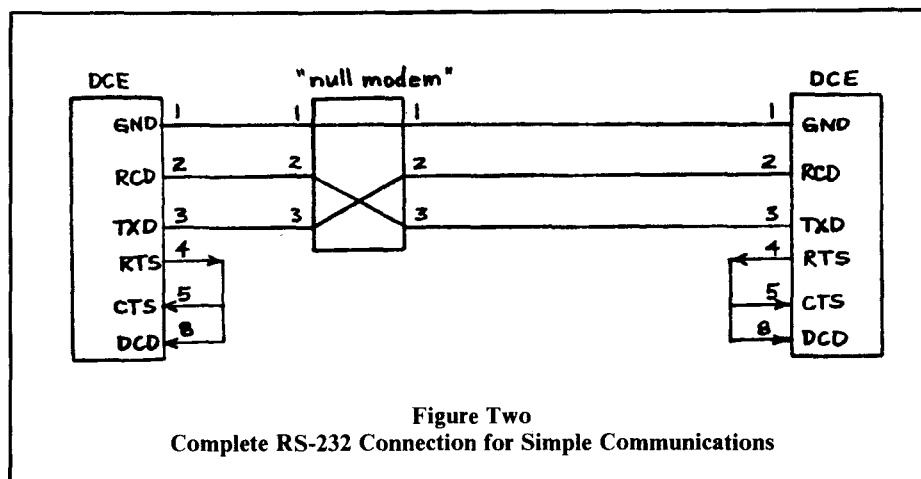 DCE "null modem" DCE
GND 1 1 1 1 GND
RCD 2 2 2 2 RCD
TXD 3 3 3 3 TXD
RTS 4 4 RTS
CTS 5 5 CTS
DCD 8 8 DCD
Figure Two
Complete RS-232 Connection for Simple Communications